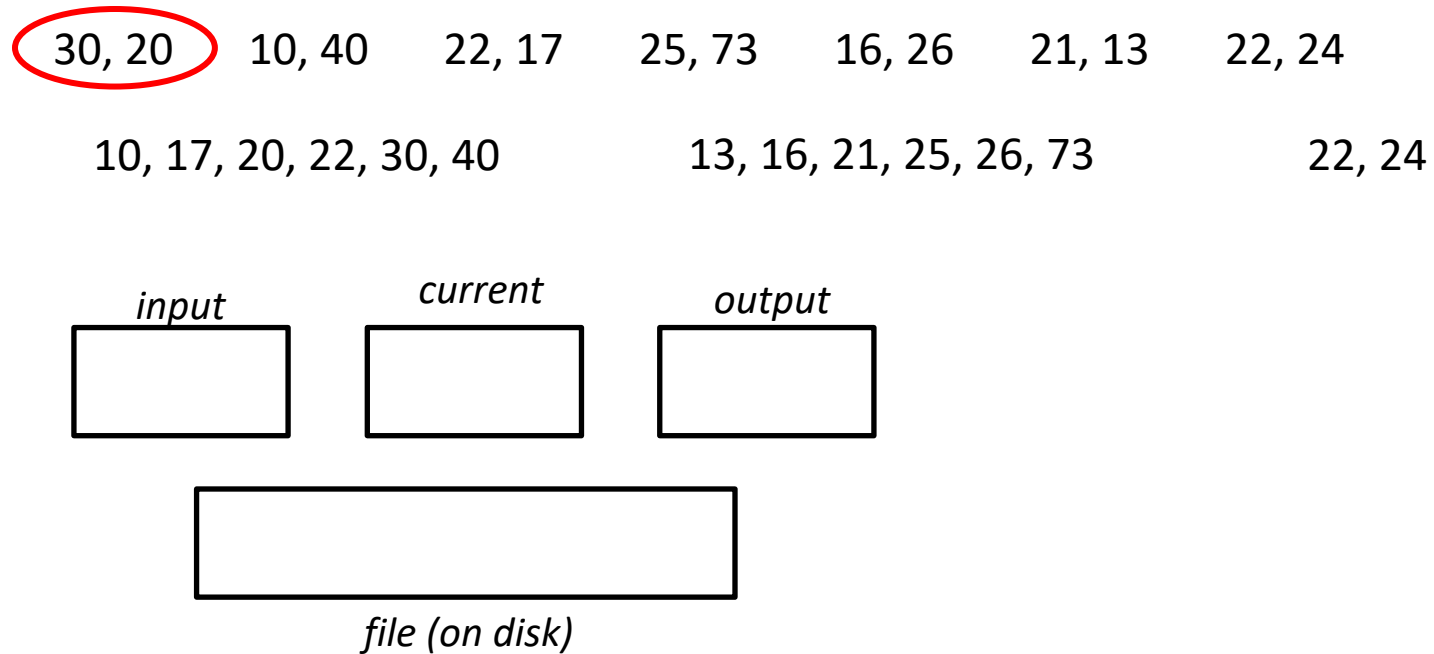 30, 20 10, 40 22, 17 25, 73 16, 26 21, 13 22, 24
10, 17, 20, 22, 30, 40 13, 16, 21, 25, 26, 73 22, 24
input current output
file (on disk)